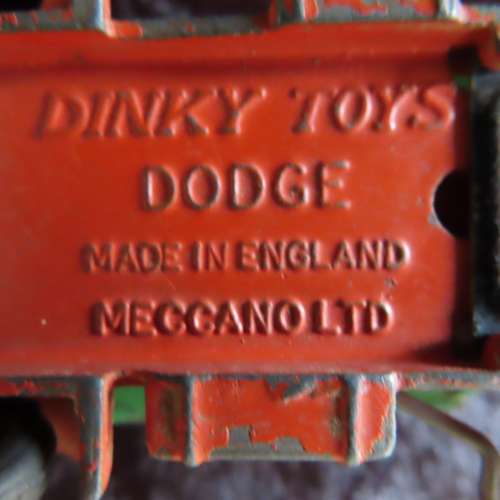 DINKY TOYS
DODGE
MADE IN ENGLAND
MECCANO LTD